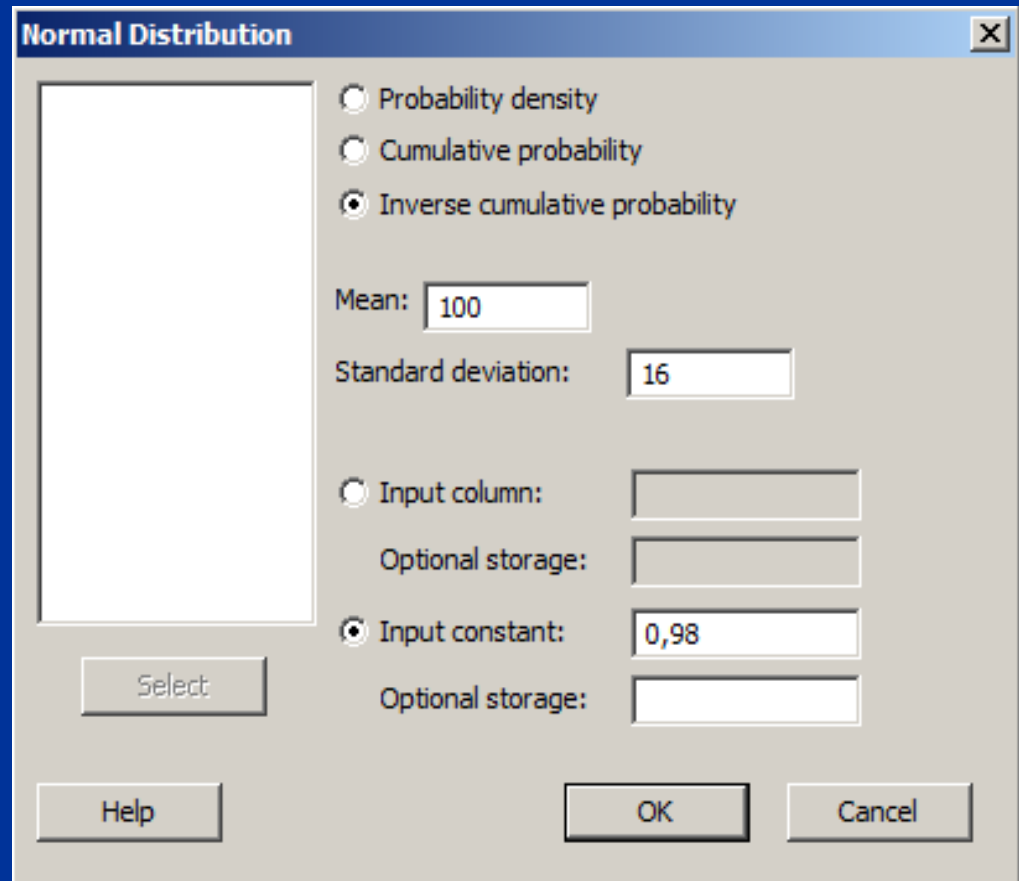 Normal Distribution
Probability density
Cumulative probability
Inverse cumulative probability
Mean: 100
Standard deviation: 16
Input column:
Optional storage:
Input constant: 0,98
Optional storage:
Select
Help OK Cancel